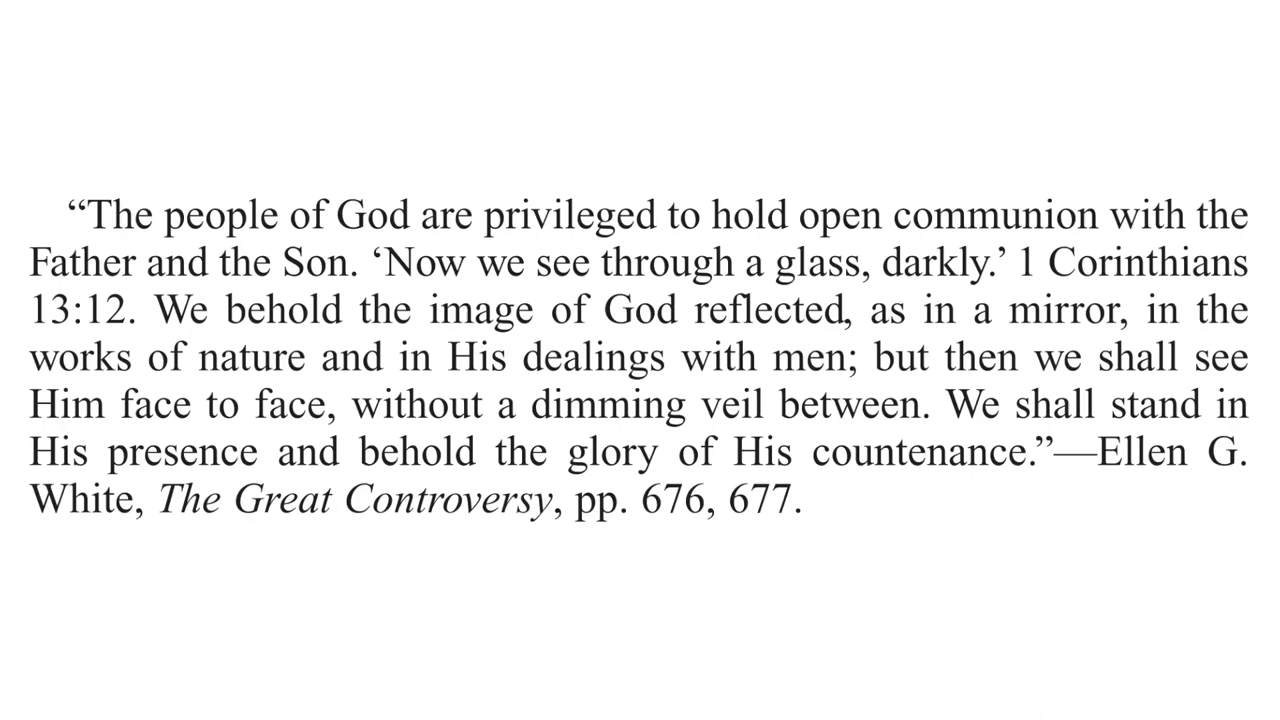 “The people of God are privileged to hold open communion with the
Father and the Son. ‘Now we see through a glass, darkly.’ 1 Corinthians
13:12. We behold the image of God reflected, as in a mirror, in the
works of nature and in His dealings with men; but then we shall see
Him face to face, without a dimming veil between. We shall stand in
His presence and behold the glory of His countenance.”—Ellen G.
White, The Great Controversy, pp. 676, 677.